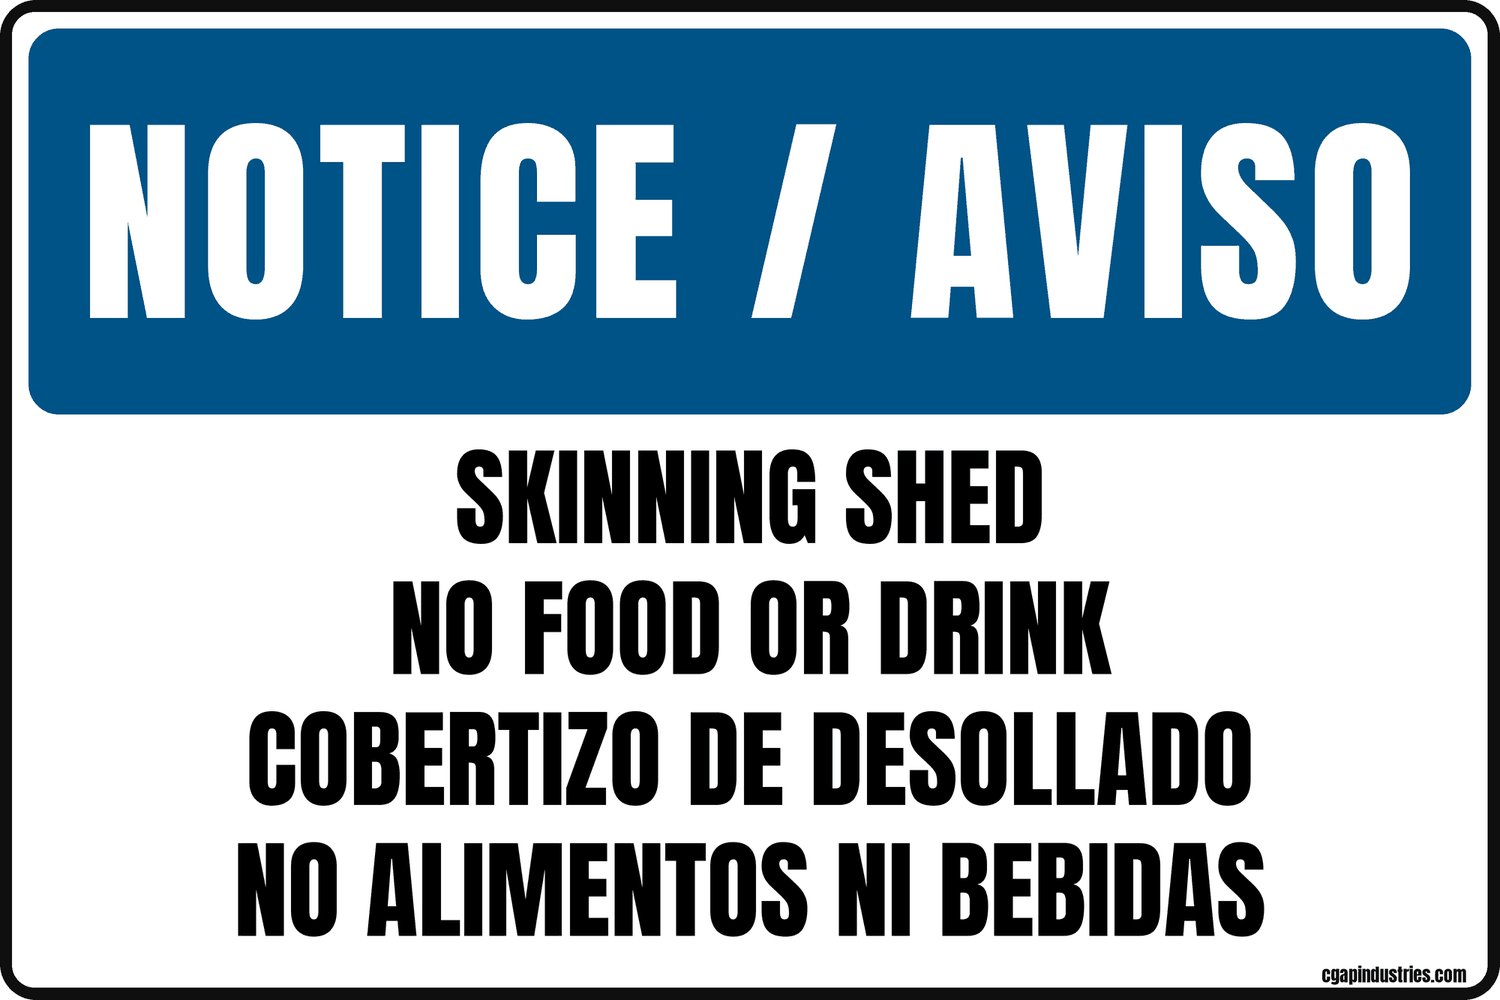 NOTICE / AVISO
SKINNING SHED
NO FOOD OR DRINK
COBERTIZO DE DESOLLADO
NO ALIMENTOS NI BEBIDAS
cgapindustries.com